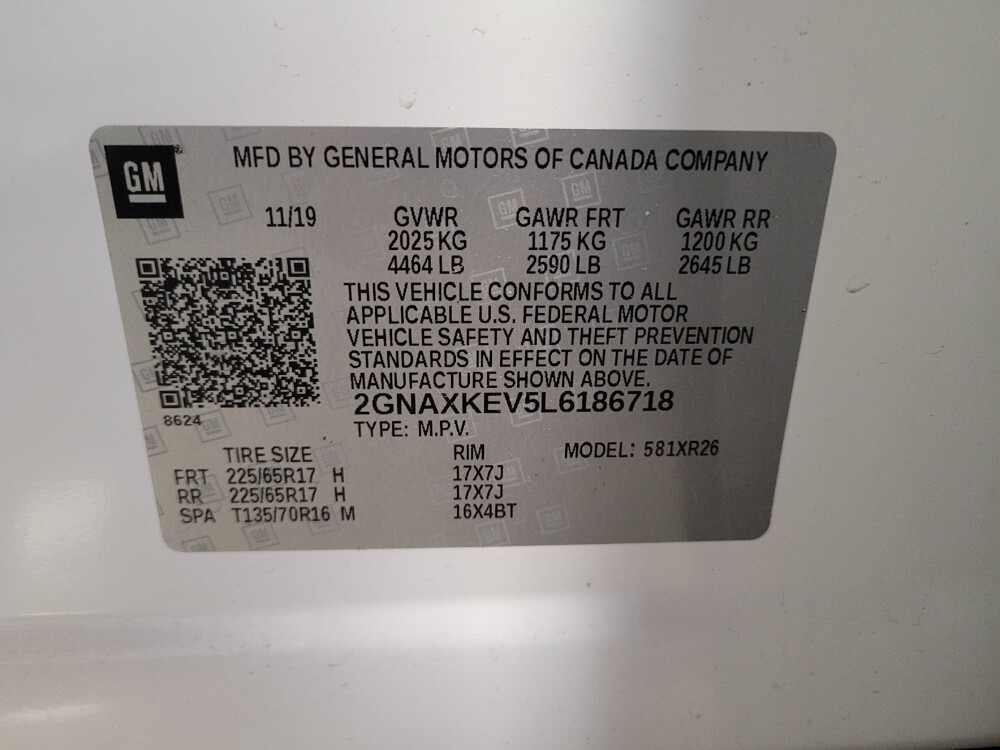 GM
MFD BY GENERAL MOTORS OF CANADA COMPANY
11/19 GVWR GAWR FRT GAWR RR
2025 KG 1175 KG 1200 KG
4464 LB 2590 LB 2645 LB
THIS VEHICLE CONFORMS TO ALL
APPLICABLE U.S. FEDERAL MOTOR
VEHICLE SAFETY AND THEFT PREVENTION
STANDARDS IN EFFECT ON THE DATE OF
MANUFACTURE SHOWN ABOVE.
2GNAXKEV5L6186718
8624
TYPE: M.P.V.
TIRE SIZE RIM MODEL: 581XR26
FRT 225/65R17 H 17X7J
RR 225/65R17 H 17X7J
SPA T135/70R16 M 16X4BT